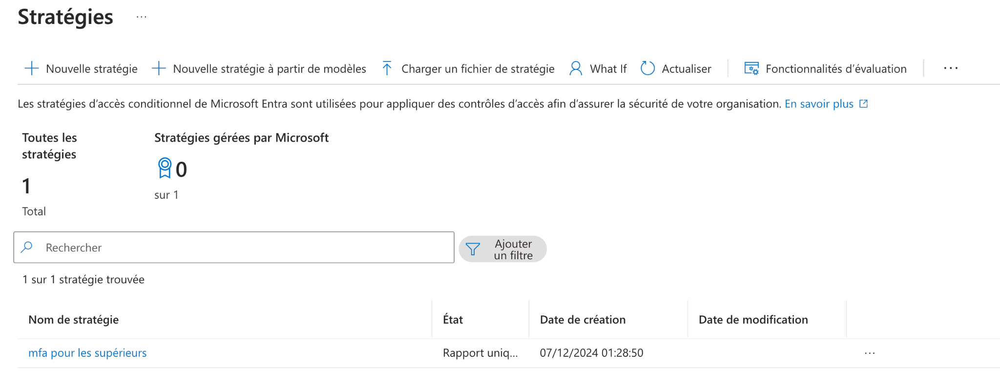 Stratégies ...
Nouvelle stratégie Nouvelle stratégie à partir de modèles Charger un fichier de stratégie What If Actualiser Fonctionnalités d’évaluation ...
Les stratégies d’accès conditionnel de Microsoft Entra sont utilisées pour appliquer des contrôles d’accès afin d’assurer la sécurité de votre organisation. En savoir plus
Toutes les
stratégies
1
Total
Stratégies gérées par Microsoft
0
sur 1
Rechercher
Ajouter
un filtre
1 sur 1 stratégie trouvée
Nom de stratégie État Date de création Date de modification
mfa pour les supérieurs Rapport uniq... 07/12/2024 01:28:50 ...